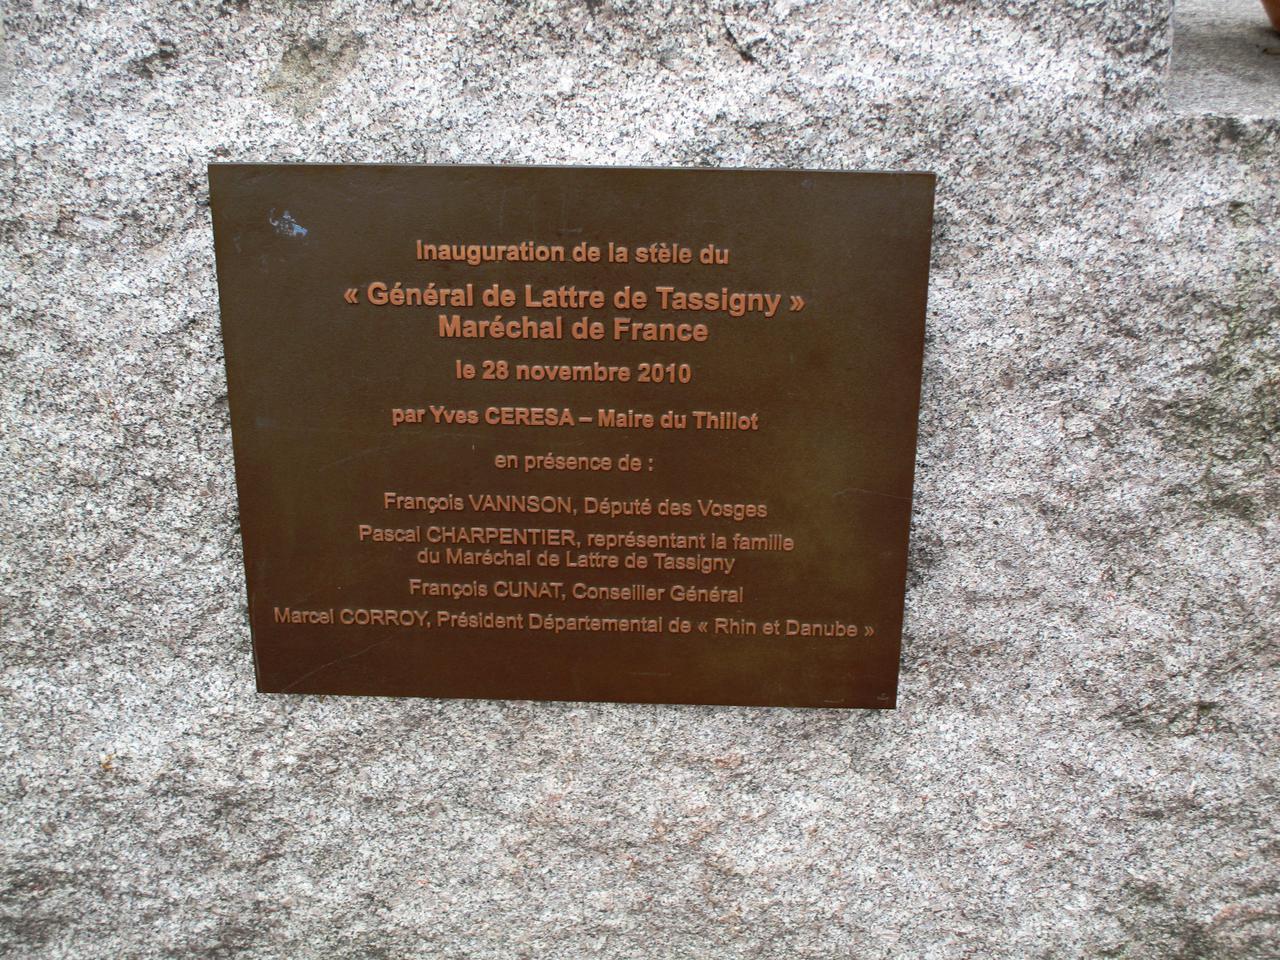 Inauguration de la stèle du
« Général de Lattre de Tassigny »
Maréchal de France
le 28 novembre 2010
par Yves CERESA – Maire du Thillot
en présence de :
François VANNSON, Député des Vosges
Pascal CHARPENTIER, représentant la famille
du Maréchal de Lattre de Tassigny
François CUNAT, Conseiller Général
Marcel CORROY, Président Départemental de « Rhin et Danube »